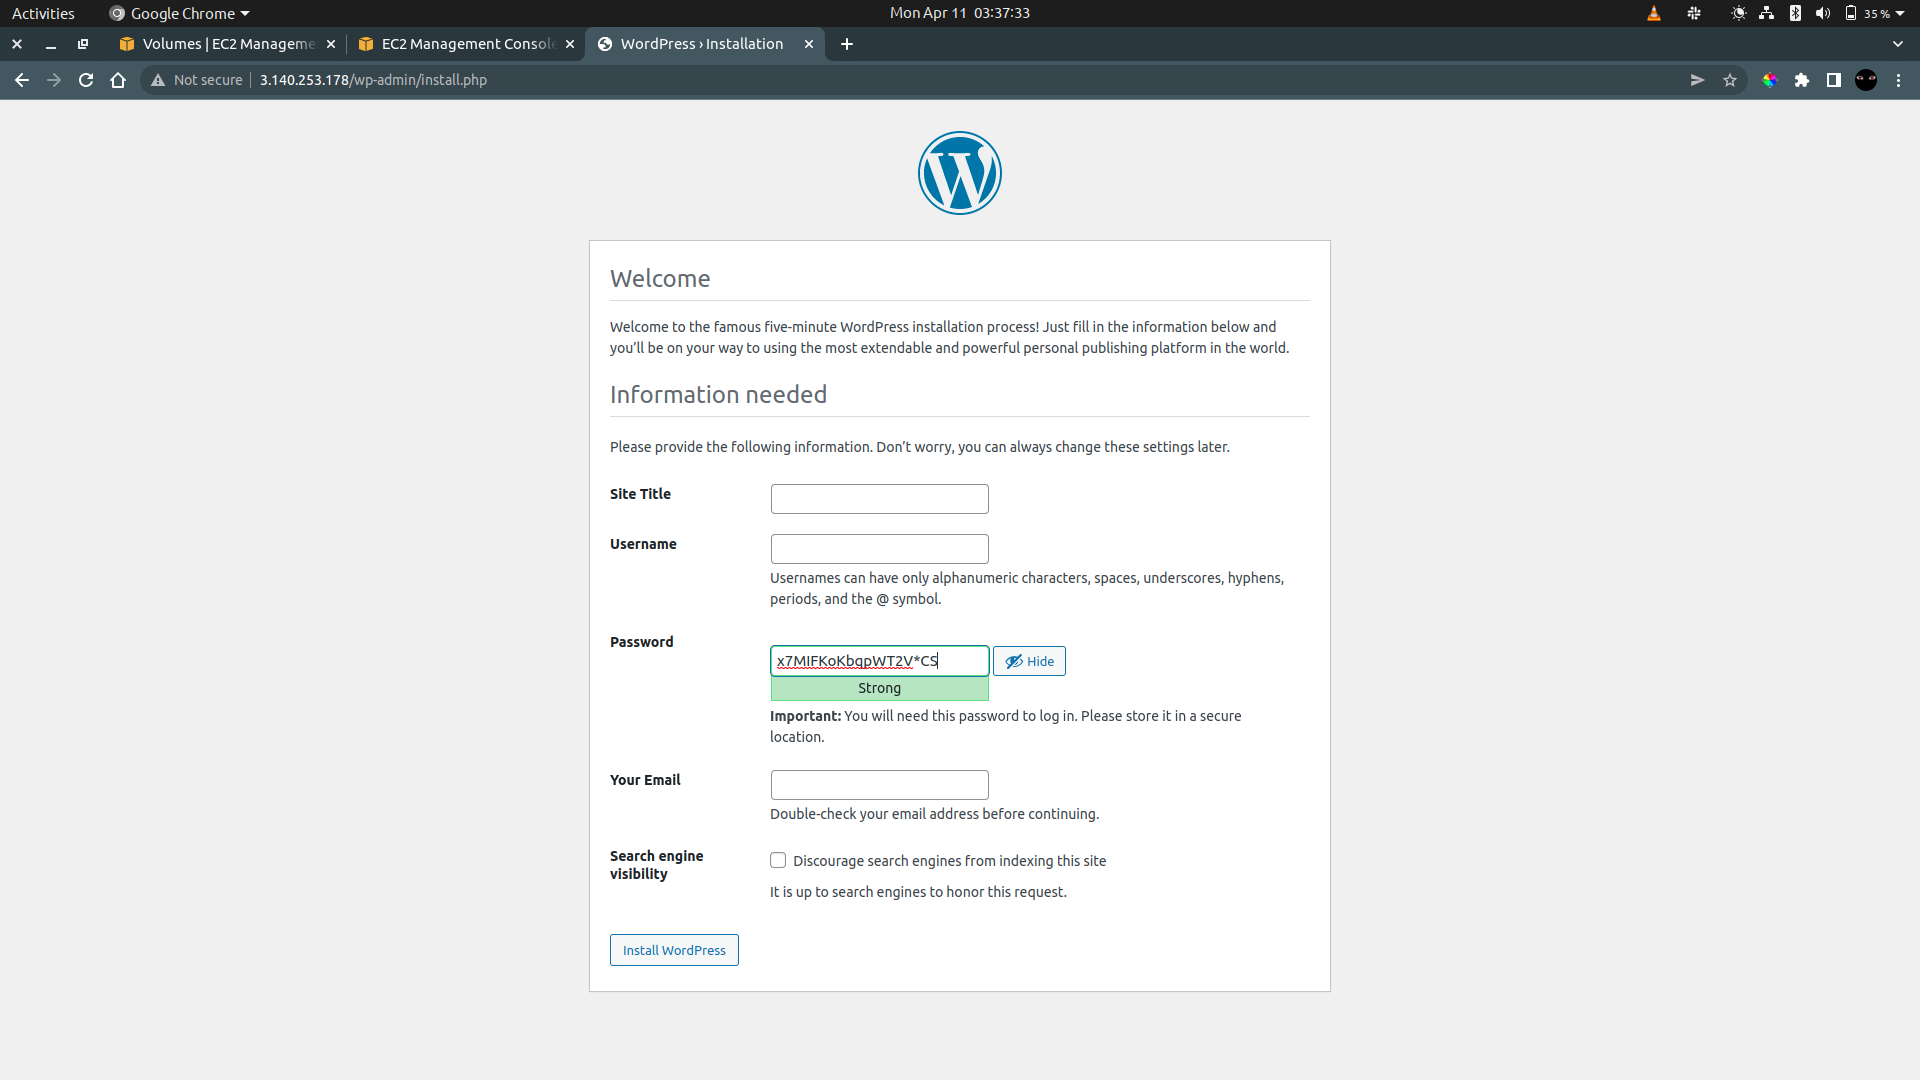 Activities Google Chrome Mon Apr 11 03:37:33 35 %
Volumes | EC2 Manageme EC2 Management Console WordPress › Installation
Not secure 3.140.253.178/wp-admin/install.php
Welcome
Welcome to the famous five-minute WordPress installation process! Just fill in the information below and
you’ll be on your way to using the most extendable and powerful personal publishing platform in the world.
Information needed
Please provide the following information. Don’t worry, you can always change these settings later.
Site Title
Username
Usernames can have only alphanumeric characters, spaces, underscores, hyphens,
periods, and the @ symbol.
Password
x7MIFKoKbqpWT2V*CS Hide
Strong
Important: You will need this password to log in. Please store it in a secure
location.
Your Email
Double-check your email address before continuing.
Search engine
visibility
Discourage search engines from indexing this site
It is up to search engines to honor this request.
Install WordPress